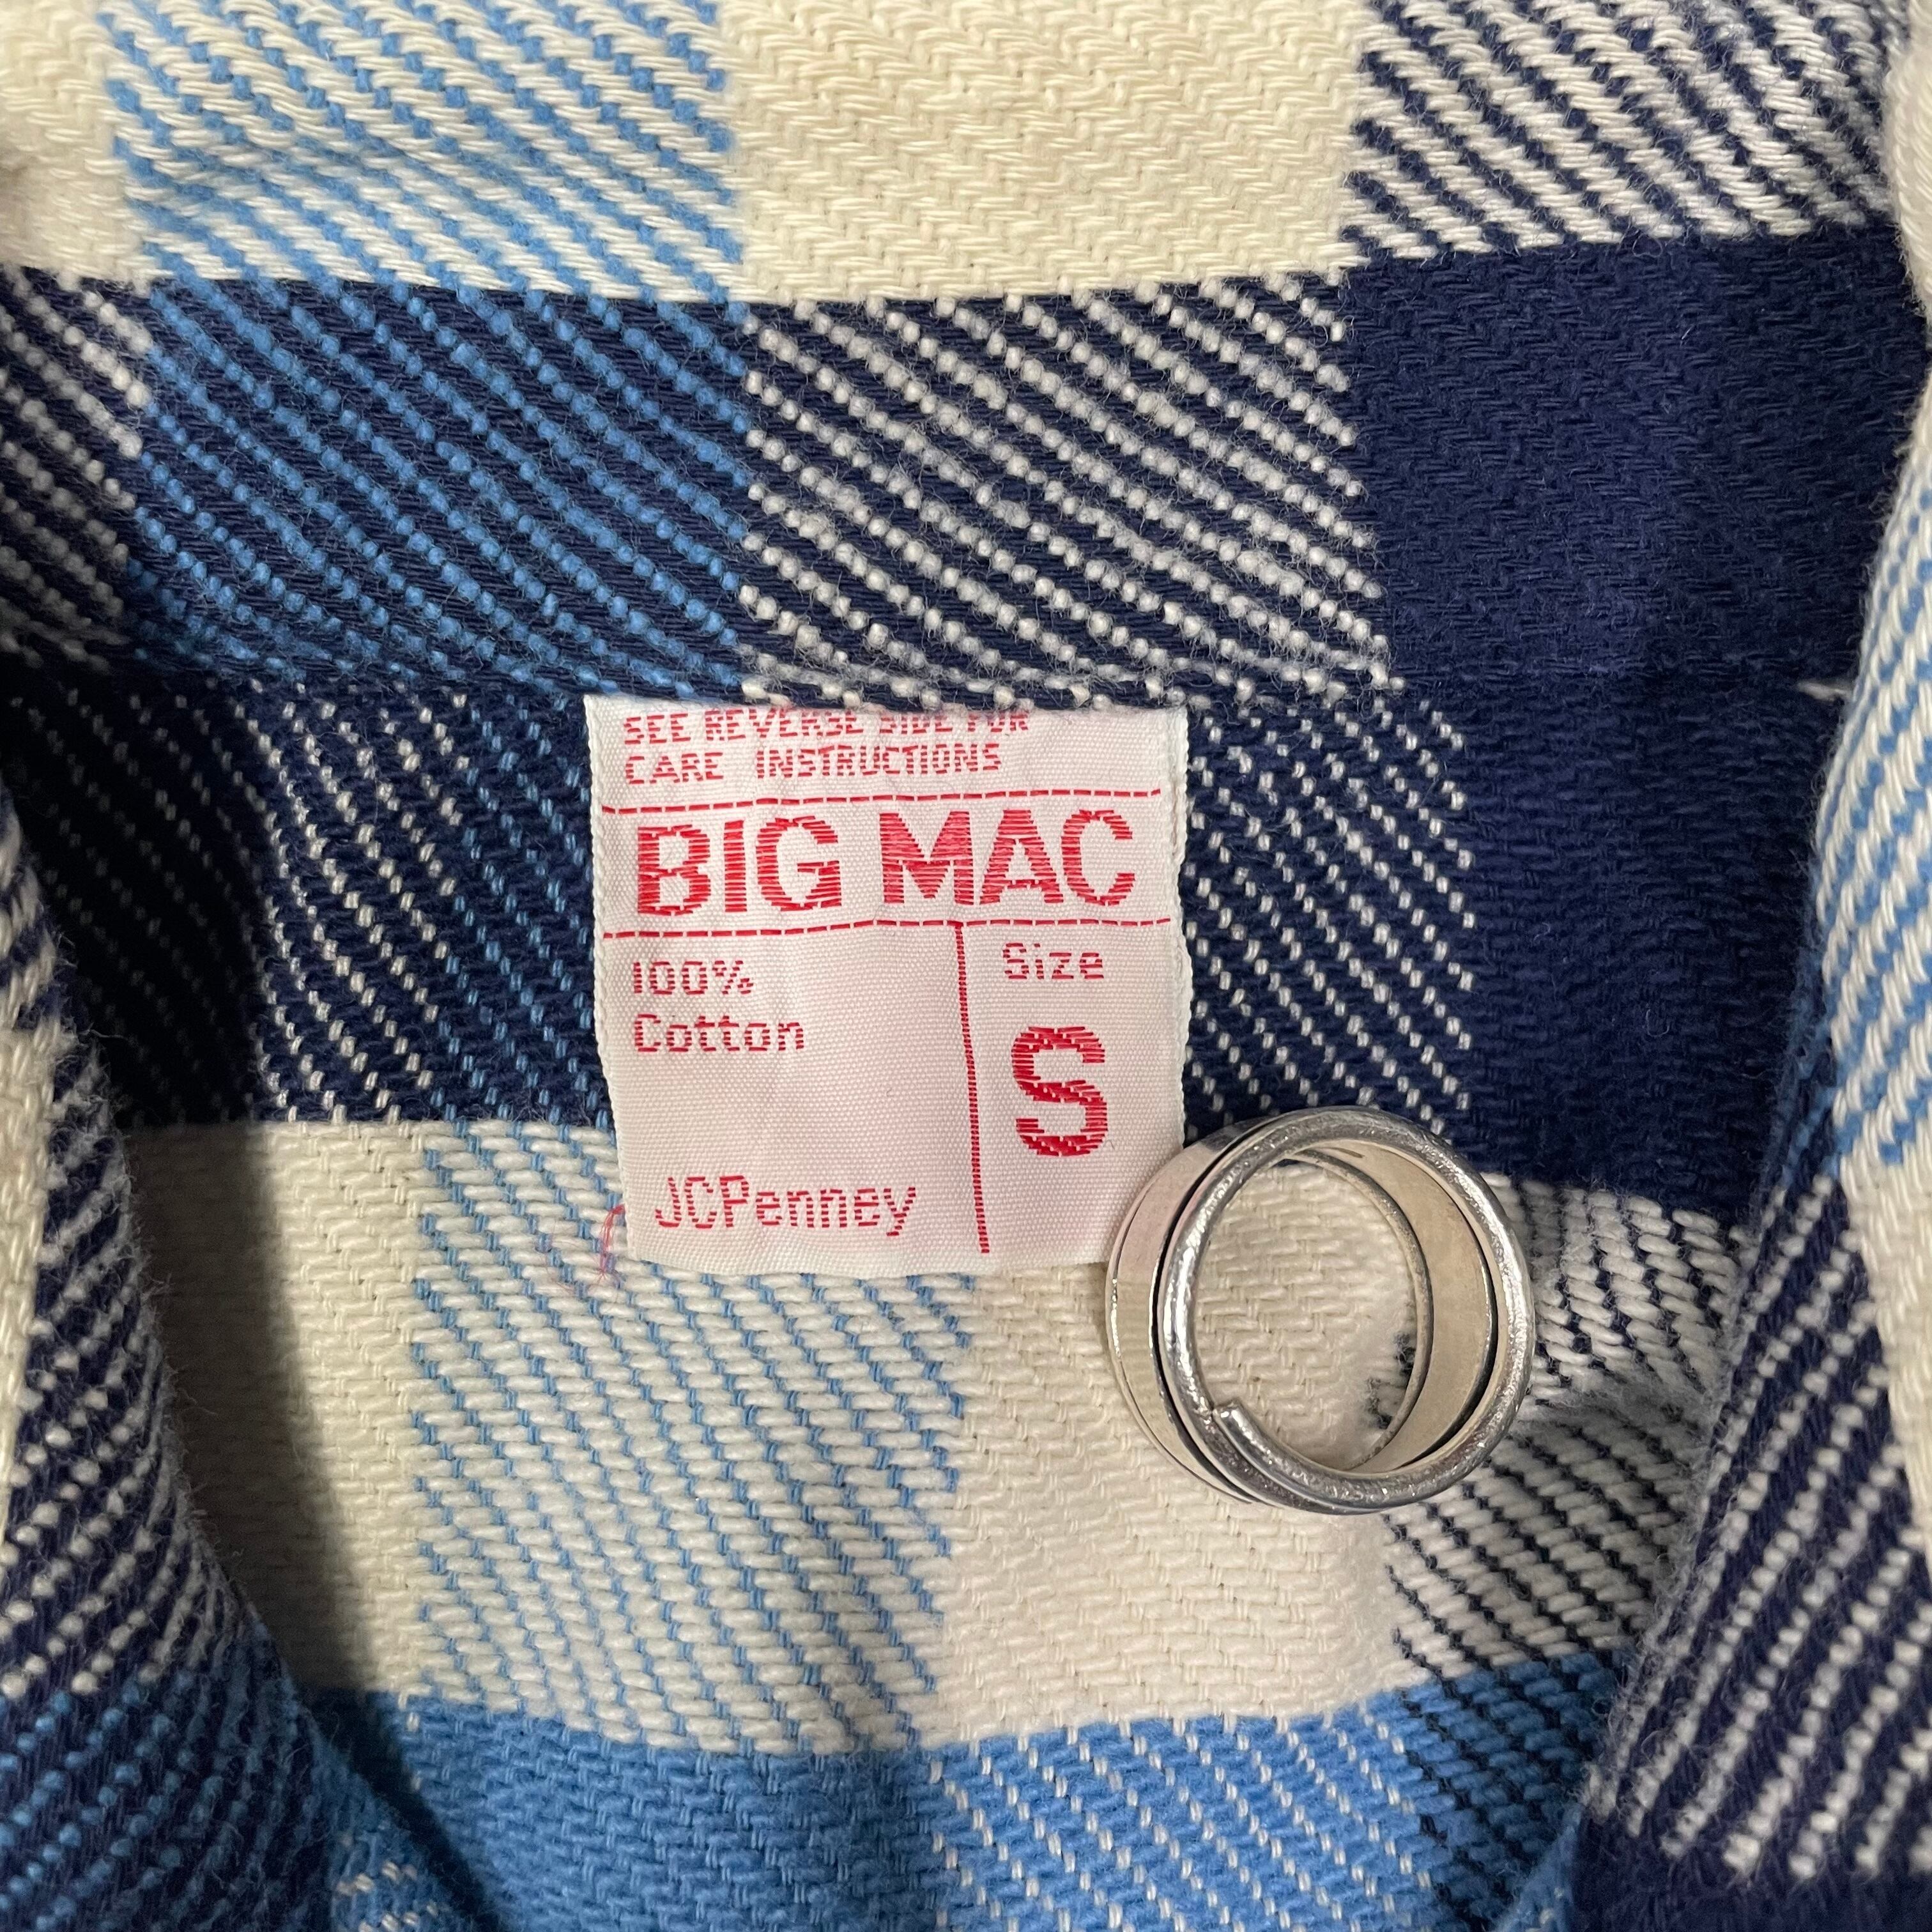 SEE REVERSE SIDE FOR
CARE INSTRUCTIONS
BIG MAC
100%
Cotton
Size
S
JCPenney